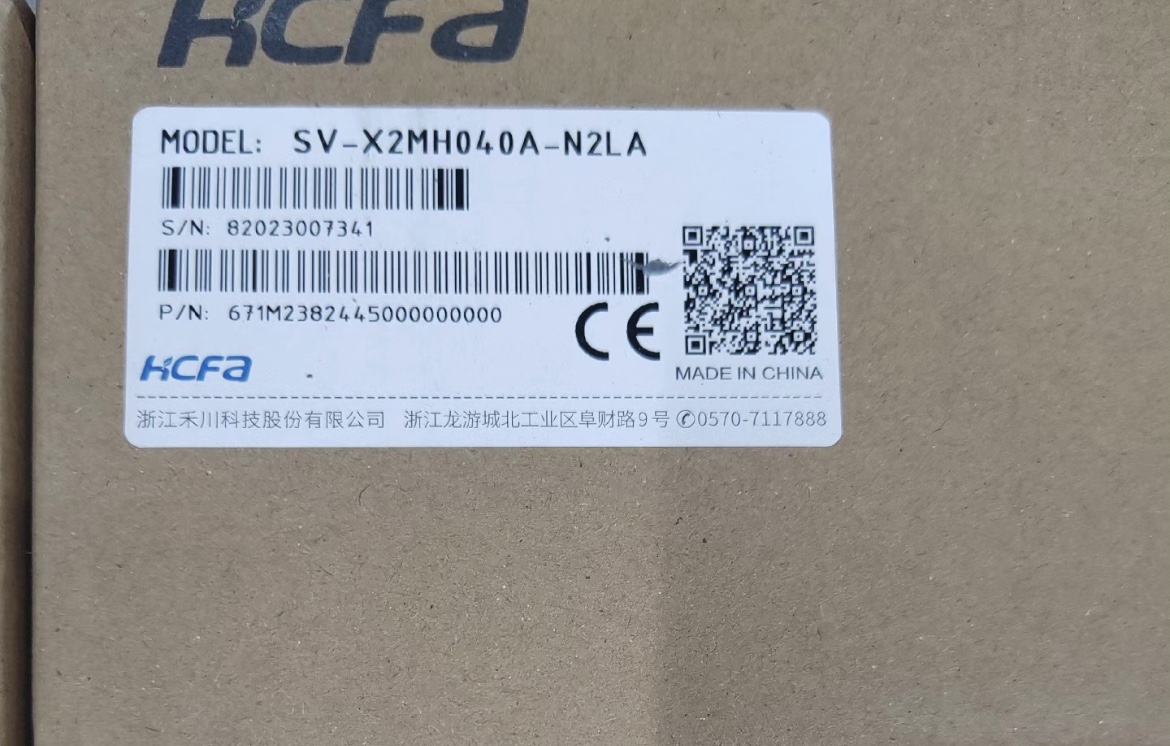 HCFa
MODEL: SV-X2MH040A-N2LA
S/N: 82023007341
P/N: 671M2382445000000000
CE
HCFa
MADE IN CHINA
浙江禾川科技股份有限公司 浙江龙游城北工业区阜财路9号 ✆0570-7117888